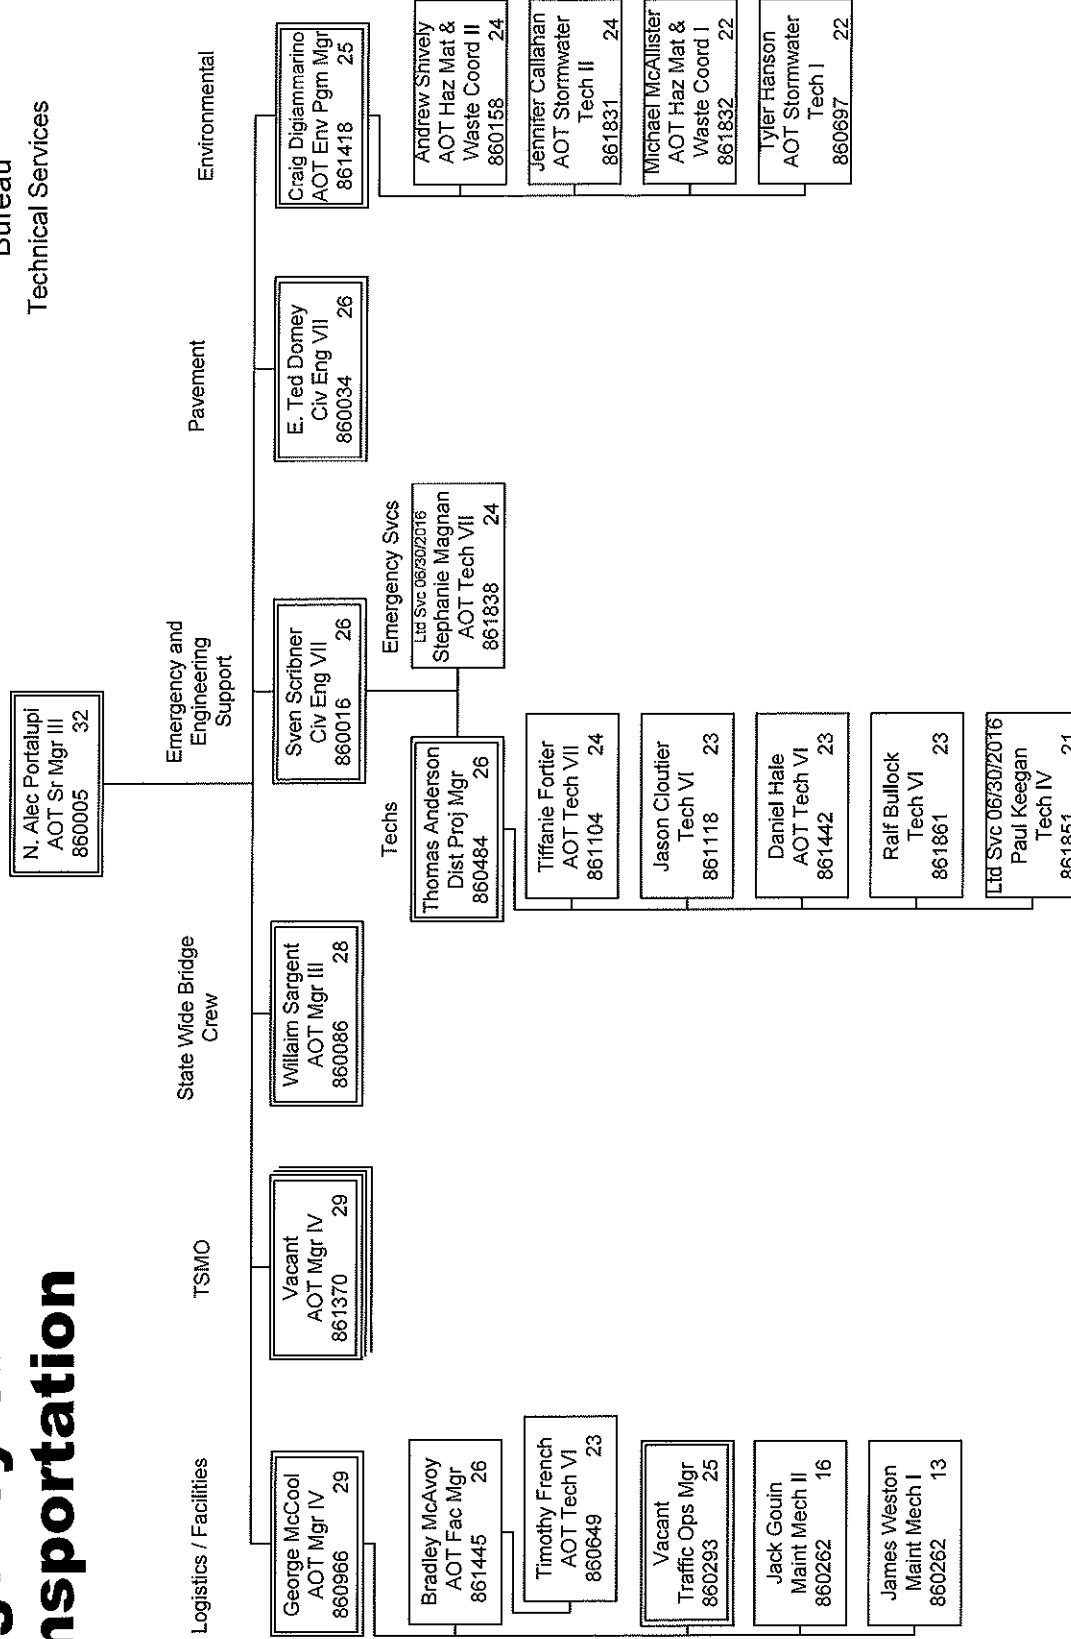 nsportation
Bureau
Technical Services
N. Alec Portalupi
AOT Sr Mgr III
860005 32
Logistics / Facilities
George McCool
AOT Mgr IV
860966 29
Bradley McAvoy
AOT Fac Mgr
861445 26
Timothy French
AOT Tech VI
860649 23
Vacant
Traffic Ops Mgr
860293 25
Jack Gouin
Maint Mech II
860262 16
James Weston
Maint Mech I
860262 13
TSMO
Vacant
AOT Mgr IV
861370 29
State Wide Bridge
Crew
Willaim Sargent
AOT Mgr III
860086 28
Emergency and
Engineering
Support
Sven Scribner
Civ Eng VII
860016 26
Techs
Thomas Anderson
Dist Proj Mgr
860484 26
Tiffanie Fortier
AOT Tech VII
861104 24
Jason Cloutier
Tech VI
861118 23
Daniel Hale
AOT Tech VI
861442 23
Ralf Bullock
Tech VI
861861 23
Ltd Svc 06/30/2016
Paul Keegan
Tech IV
861851 21
Emergency Svcs
Ltd Svc 06/30/2016
Stephanie Magnan
AOT Tech VII
861838 24
Pavement
E. Ted Domey
Civ Eng VII
860034 26
Environmental
Craig Digiammarino
AOT Env Pgm Mgr
861418 25
Andrew Shively
AOT Haz Mat &
Waste Coord II
860158 24
Jennifer Callahan
AOT Stormwater
Tech II
861831 24
Michael McAllister
AOT Haz Mat &
Waste Coord I
861832 22
Tyler Hanson
AOT Stormwater
Tech I
860697 22